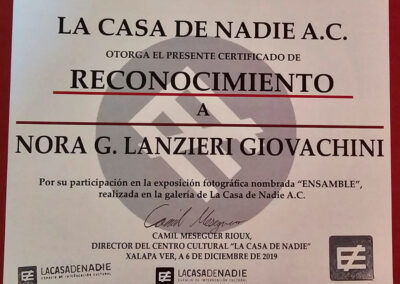 LA CASA DE NADIE A.C.
OTORGA EL PRESENTE CERTIFICADO DE
RECONOCIMIENTO
A
NORA G. LANZIERI GIOVACHINI
Por su participación en la exposición fotográfica nombrada “ENSAMBLE”,
realizada en la galería de La Casa de Nadie A.C.
Camil Meseguer
CAMIL MESEGUER RIOUX,
DIRECTOR DEL CENTRO CULTURAL “LA CASA DE NADIE”
XALAPA VER, A 6 DICIEMBRE DE 2019
LACASADENADIE
LACASADENADIE